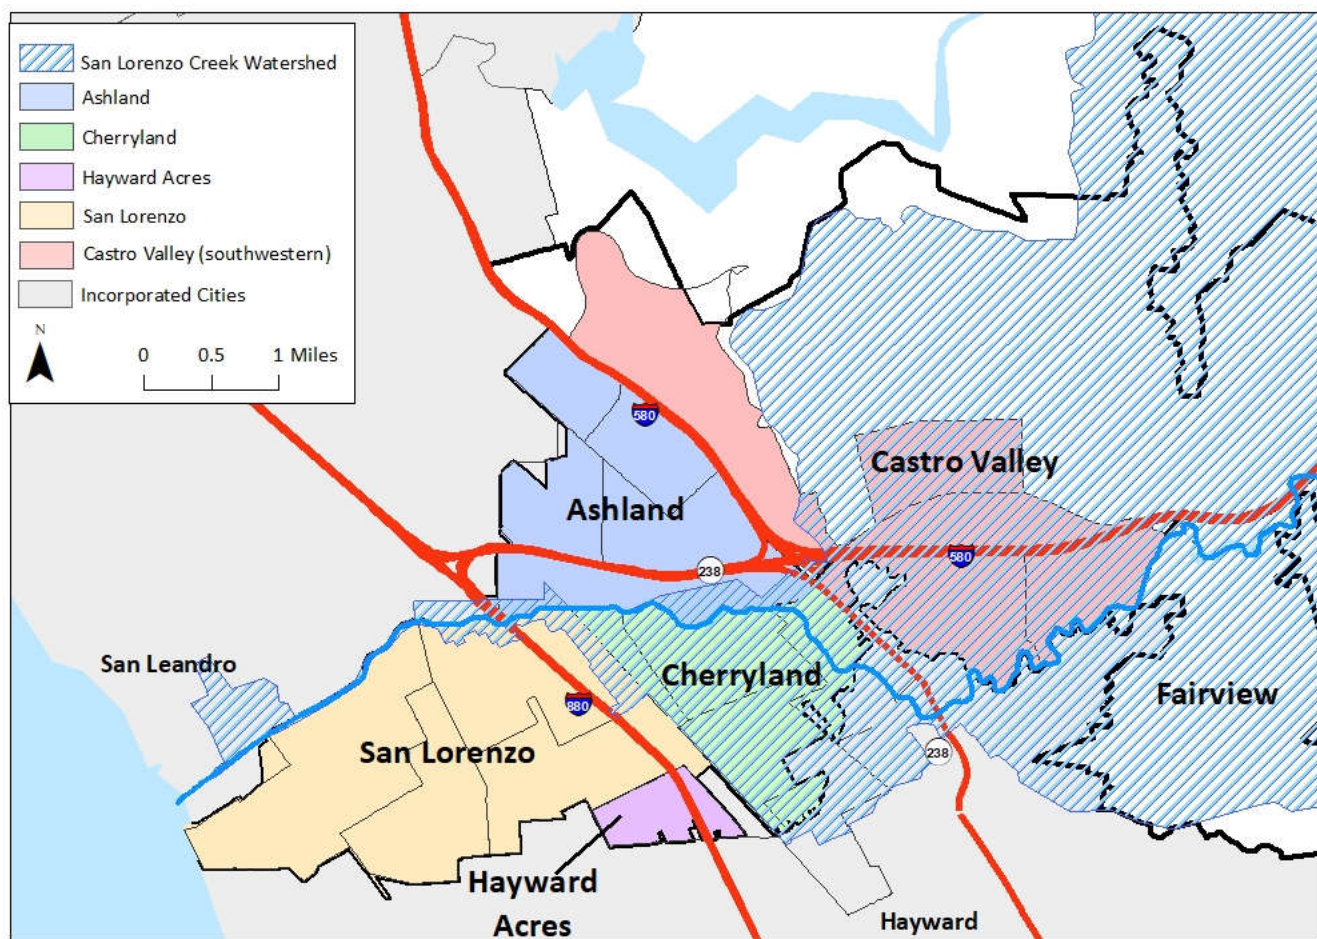 San Lorenzo Creek Watershed
Ashland
Cherryland
Hayward Acres
San Lorenzo
Castro Valley (southwestern)
Incorporated Cities
N
0 0.5 1 Miles
580
Castro Valley
Ashland
580
238
San Leandro
Cherryland
Fairview
880
San Lorenzo
238
Hayward
Acres
Hayward